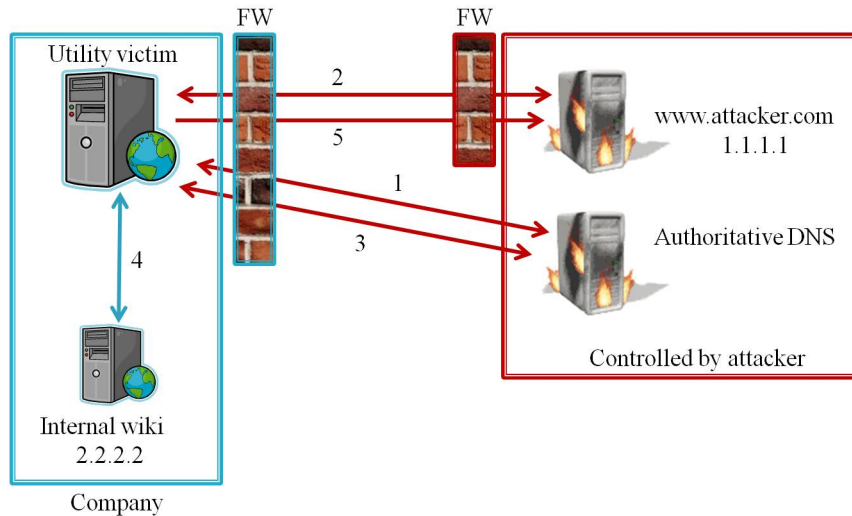 FW
FW
Utility victim
2
www.attacker.com
1.1.1.1
5
1
3
Authoritative DNS
4
Controlled by attacker
Internal wiki
2.2.2.2
Company